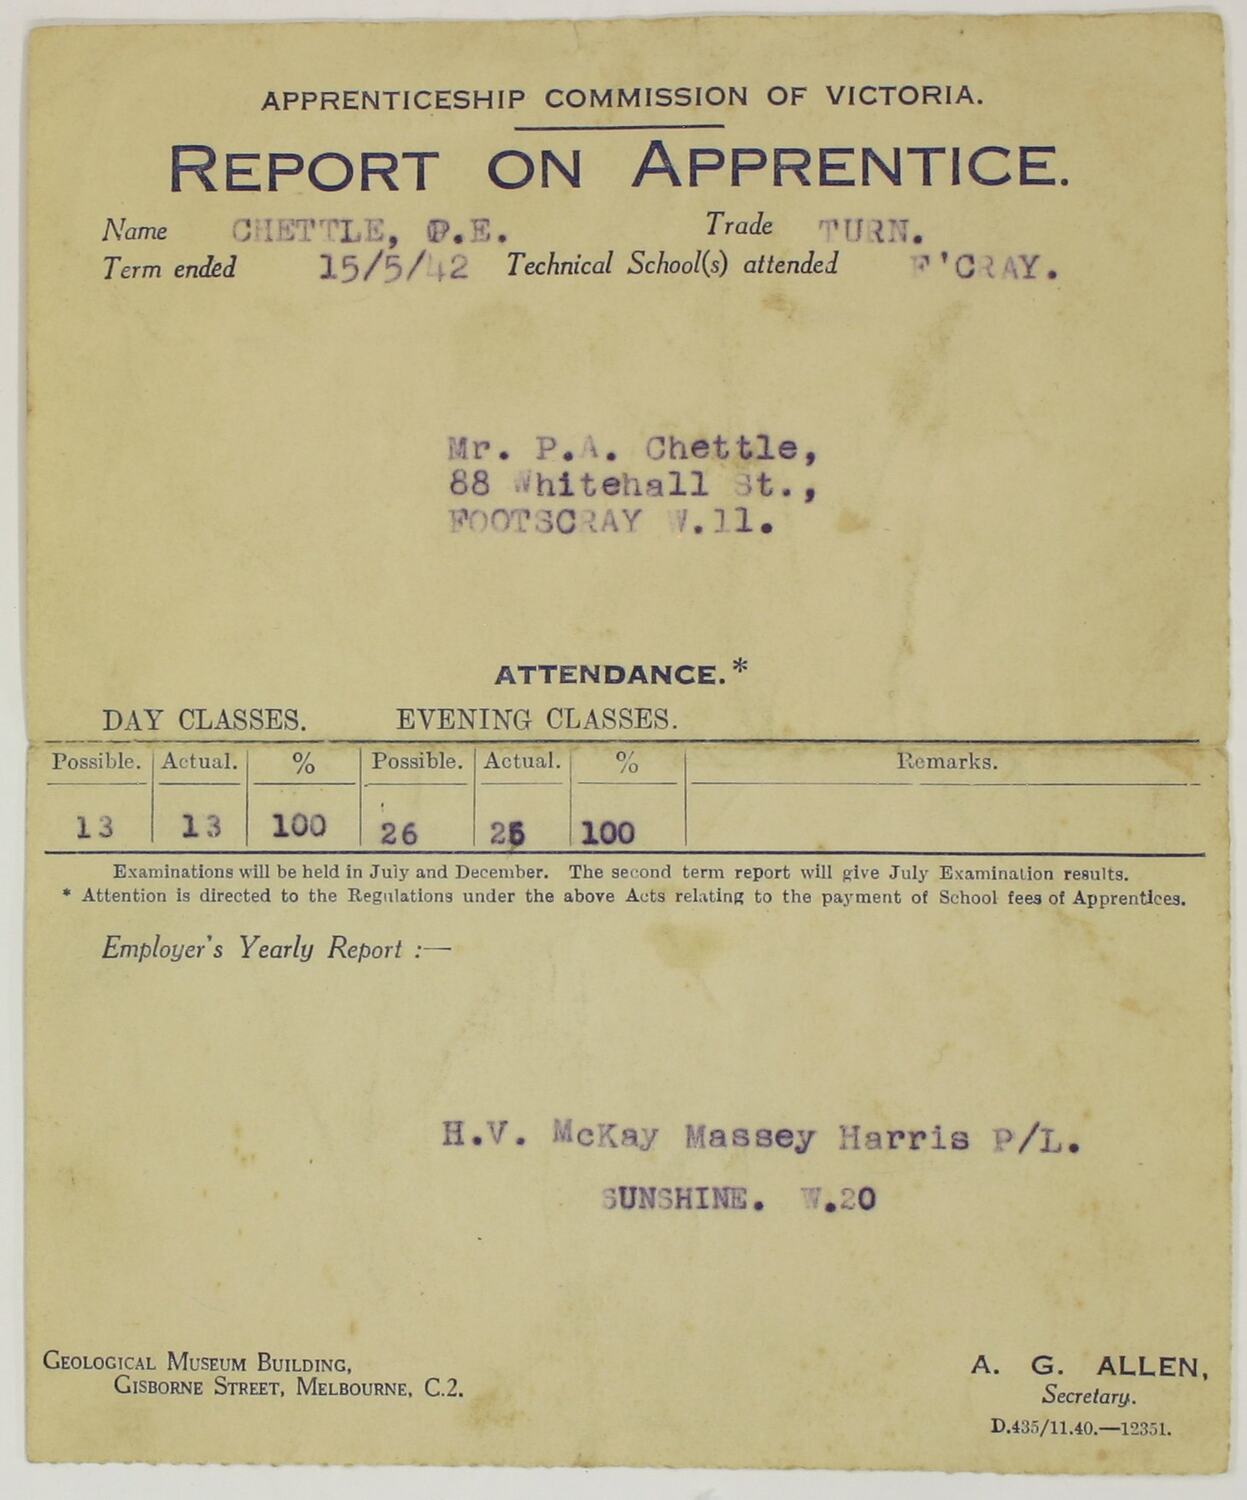 APPRENTICESHIP COMMISSION OF VICTORIA.
REPORT ON APPRENTICE.
Name CHETTLE, P.E. Trade TURN.
Term ended 15/5/42 Technical School(s) attended F'CRAY.
Mr. P.A. Chettle,
88 Whitehall St.,
FOOTSCRAY W.11.
ATTENDANCE.*
DAY CLASSES. EVENING CLASSES.
Possible. Actual. % Possible. Actual. % Remarks.
13 13 100 26 26 100
Examinations will be held in July and December. The second term report will give July Examination results.
* Attention is directed to the Regulations under the above Acts relating to the payment of School fees of Apprentices.
Employer's Yearly Report :—
H.V. McKay Massey Harris P/L.
SUNSHINE. W.20
GEOLOGICAL MUSEUM BUILDING,
GISBORNE STREET, MELBOURNE, C.2.
A. G. ALLEN,
Secretary.
D.435/11.40.—12351.